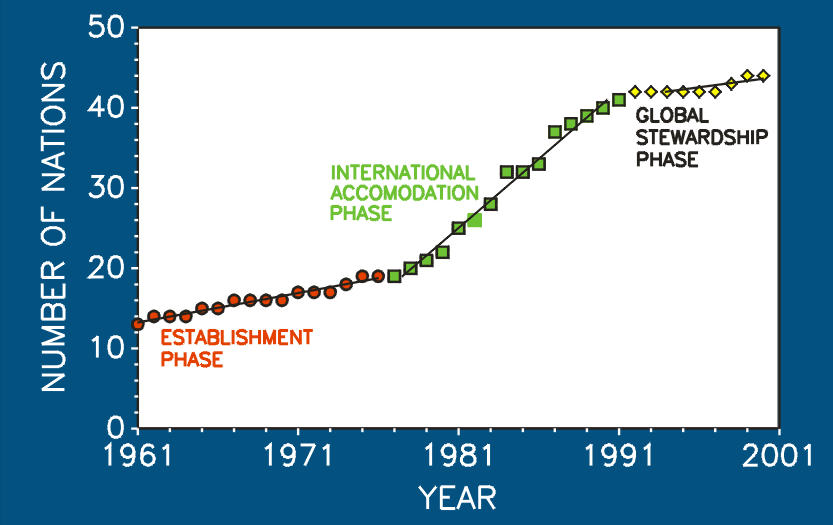 50
40
30
20
10
0
NUMBER OF NATIONS
INTERNATIONAL
ACCOMODATION
PHASE
GLOBAL
STEWARDSHIP
PHASE
ESTABLISHMENT
PHASE
1961 1971 1981 1991 2001
YEAR